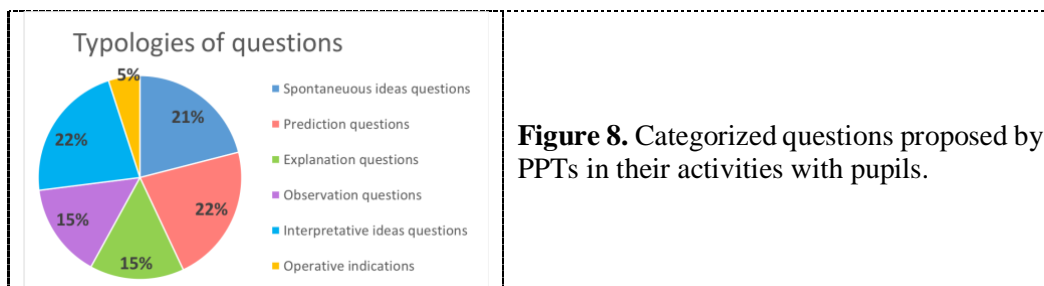 Typologies of questions
5%
21%
22%
15%
15%
22%
Spontaneuous ideas questions
Prediction questions
Explanation questions
Observation questions
Interpretative ideas questions
Operative indications
Figure 8. Categorized questions proposed by
PPTs in their activities with pupils.